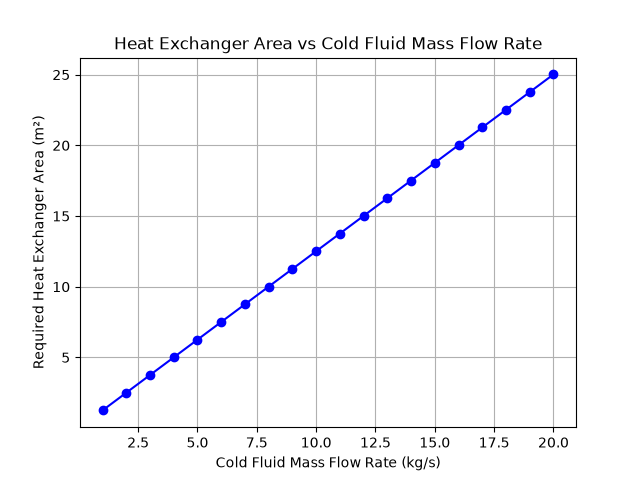 Heat Exchanger Area vs Cold Fluid Mass Flow Rate
Required Heat Exchanger Area (m²)
25
20
15
10
5
2.5 5.0 7.5 10.0 12.5 15.0 17.5 20.0
Cold Fluid Mass Flow Rate (kg/s)